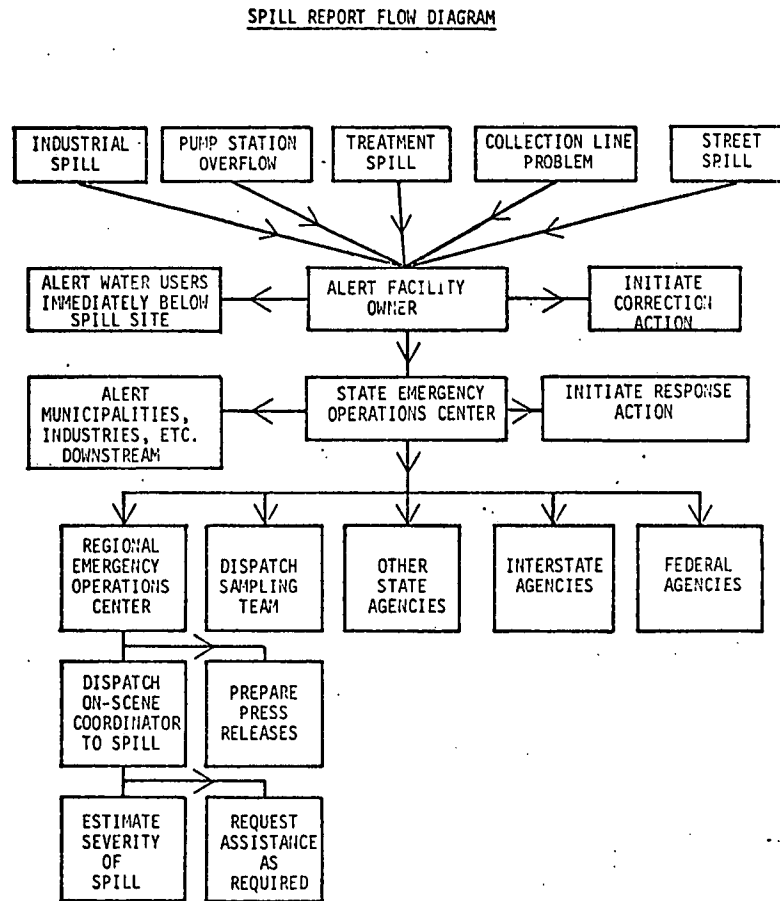 SPILL REPORT FLOW DIAGRAM
INDUSTRIAL
SPILL
PUMP STATION
OVERFLOW
TREATMENT
SPILL
COLLECTION LINE
PROBLEM
STREET
SPILL
ALERT WATER USERS
IMMEDIATELY BELOW
SPILL SITE
ALERT FACILITY
OWNER
INITIATE
CORRECTION
ACTION
ALERT
MUNICIPALITIES,
INDUSTRIES, ETC.
DOWNSTREAM
STATE EMERGENCY
OPERATIONS CENTER
INITIATE RESPONSE
ACTION
REGIONAL
EMERGENCY
OPERATIONS
CENTER
DISPATCH
SAMPLING
TEAM
OTHER
STATE
AGENCIES
INTERSTATE
AGENCIES
FEDERAL
AGENCIES
DISPATCH
ON-SCENE
COORDINATOR
TO SPILL
PREPARE
PRESS
RELEASES
ESTIMATE
SEVERITY
OF
SPILL
REQUEST
ASSISTANCE
AS
REQUIRED